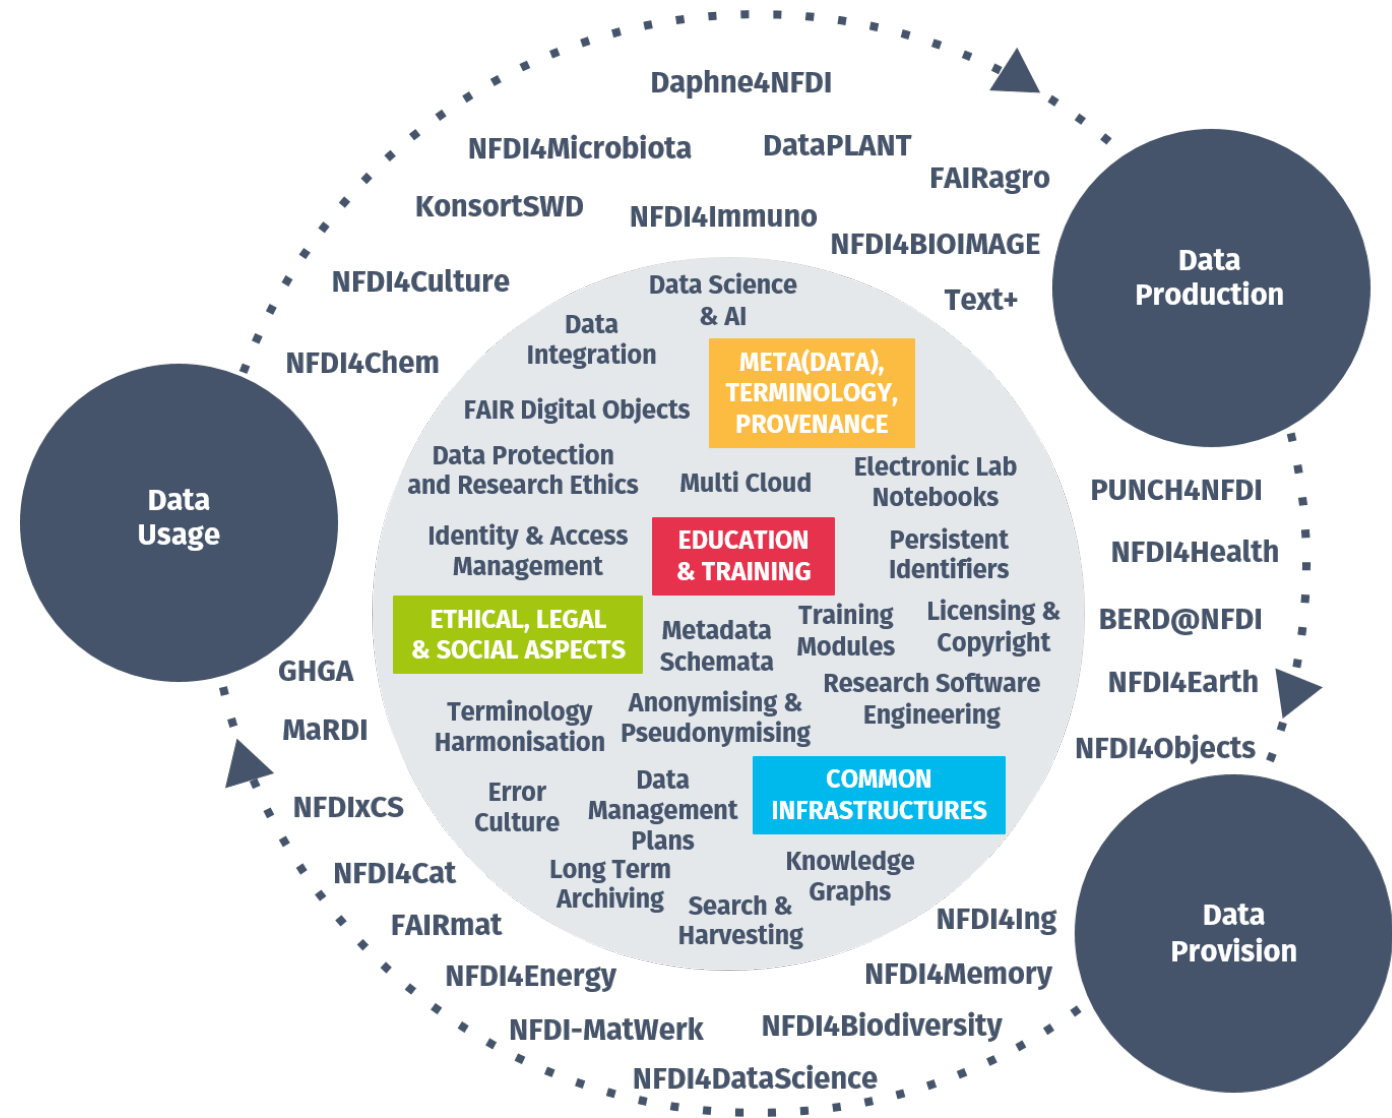 Daphne4NFDI
NFDI4Microbiota
DataPLANT
FAIRagro
KonsortSWD
NFDI4Immuno
NFDI4BIOIMAGE
NFDI4Culture
Text+
NFDI4Chem
Data
Production
Data
Usage
Data Science
& AI
Data
Integration
META(DATA),
TERMINOLOGY,
PROVENANCE
FAIR Digital Objects
Data Protection
and Research Ethics
Multi Cloud
Electronic Lab
Notebooks
Identity & Access
Management
EDUCATION
& TRAINING
Persistent
Identifiers
ETHICAL, LEGAL
& SOCIAL ASPECTS
Metadata
Schemata
Training
Modules
Licensing &
Copyright
Terminology
Harmonisation
Anonymising &
Pseudonymising
Research Software
Engineering
Error
Culture
Data
Management
Plans
COMMON
INFRASTRUCTURES
Long Term
Archiving
Search &
Harvesting
Knowledge
Graphs
PUNCH4NFDI
NFDI4Health
BERD@NFDI
NFDI4Earth
NFDI4Objects
Data
Provision
GHGA
MaRDI
NFDIxCS
NFDI4Cat
FAIRmat
NFDI4Energy
NFDI-MatWerk
NFDI4DataScience
NFDI4Biodiversity
NFDI4Memory
NFDI4Ing